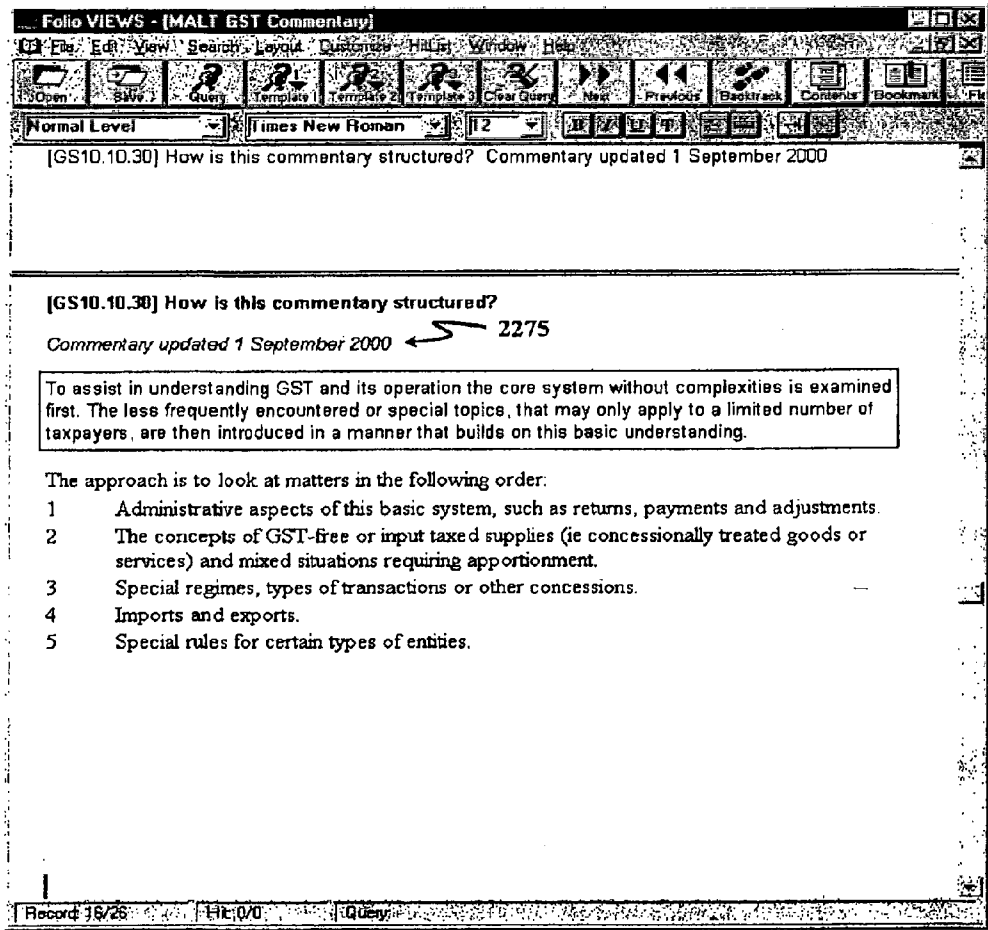 Folio VIEWS - [MALT GST Commentary]
File Edit View Search Layout Customize HitList Window Help
Open Save Query Template 1 Template 2 Template 3 Clear Query Next Previous Backtrack Contents Bookmark
Normal Level Times New Roman 12
[GS10.10.30] How is this commentary structured? Commentary updated 1 September 2000
[GS10.10.30] How is this commentary structured?
2275
Commentary updated 1 September 2000
To assist in understanding GST and its operation the core system without complexities is examined
first. The less frequently encountered or special topics, that may only apply to a limited number of
taxpayers, are then introduced in a manner that builds on this basic understanding.
The approach is to look at matters in the following order:
1 Administrative aspects of this basic system, such as returns, payments and adjustments.
2 The concepts of GST-free or input taxed supplies (ie concessionally treated goods or
services) and mixed situations requiring apportionment.
3 Special regimes, types of transactions or other concessions.
4 Imports and exports.
5 Special rules for certain types of entities.
Record: 16/26 Hit: 0/0 Query: